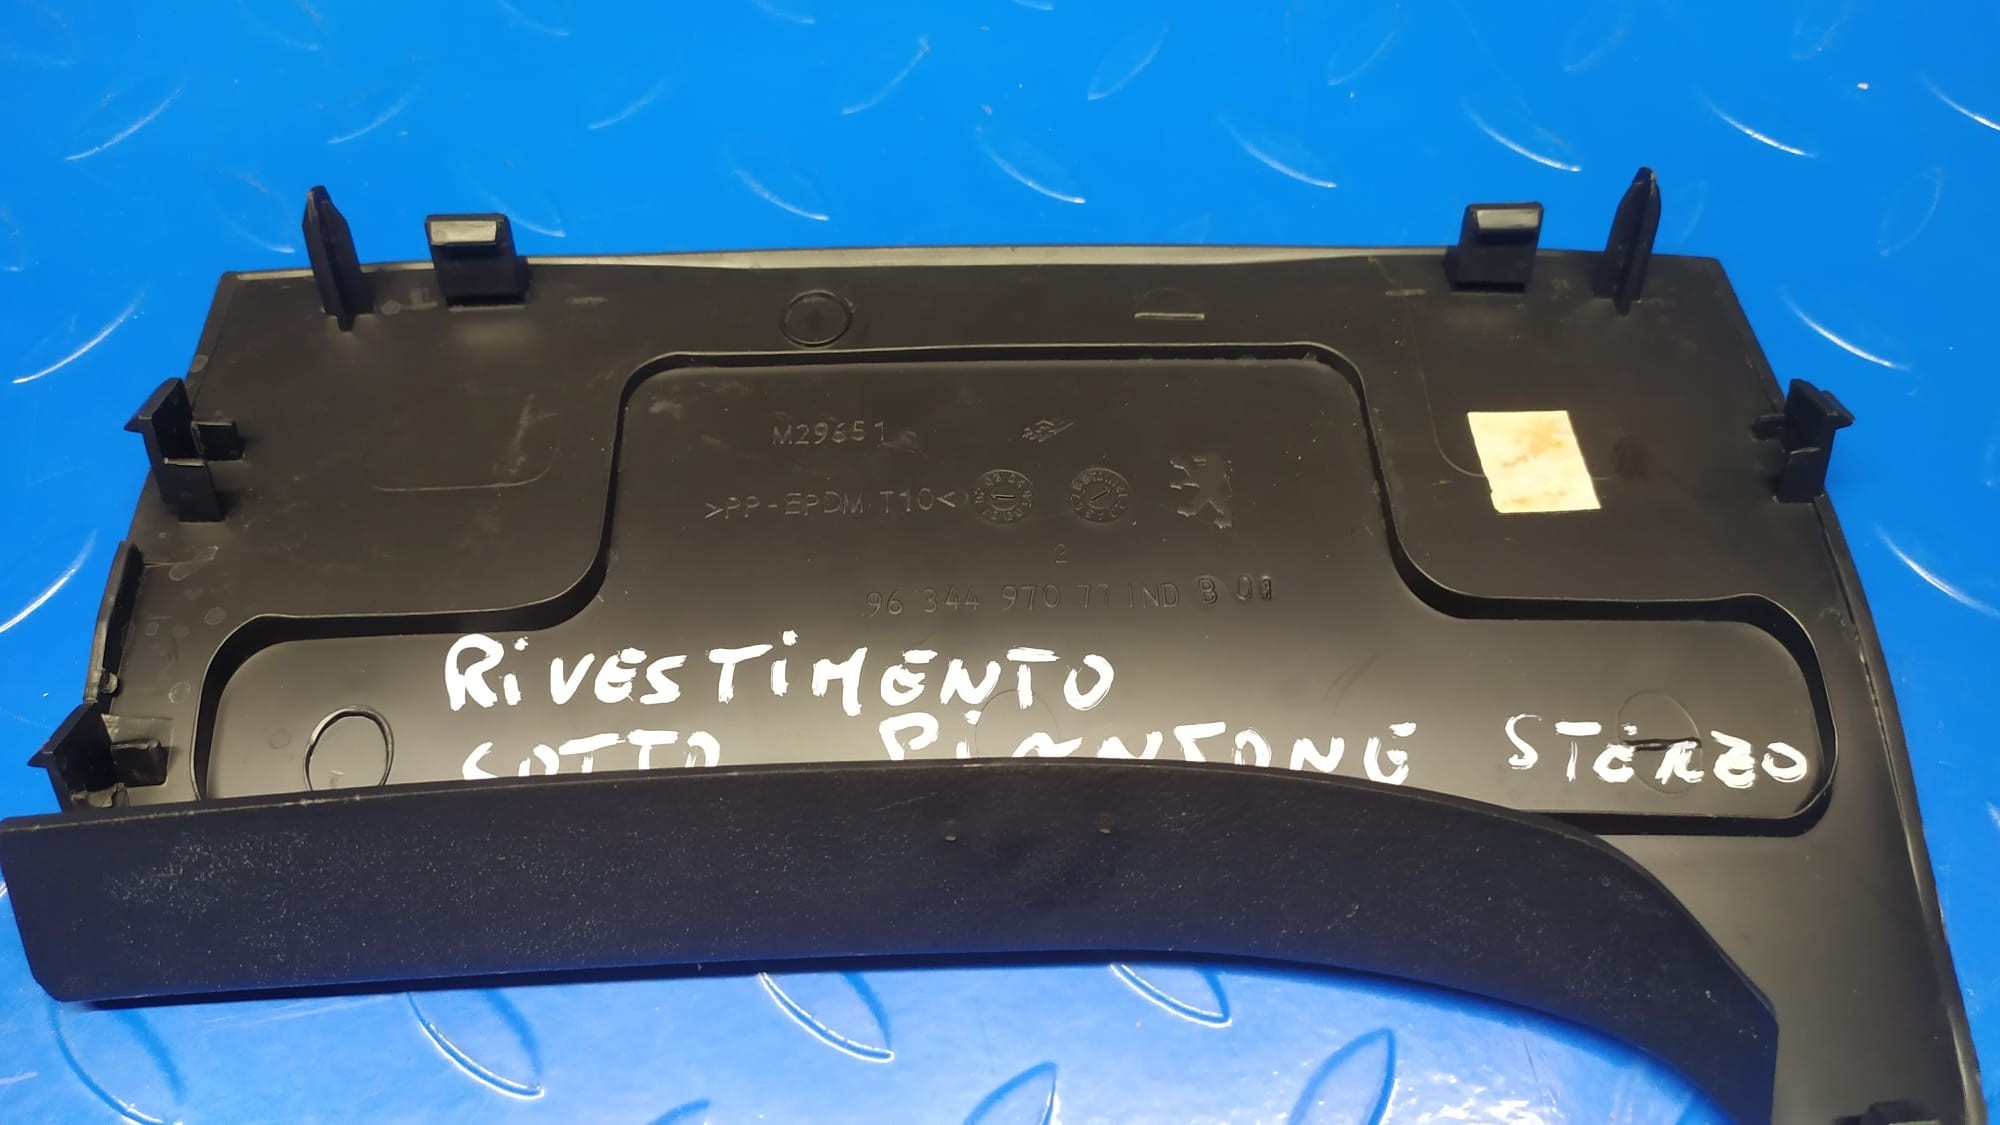 M29651
>PP-EPDM T10<
2
96 344 970 77 IND B 01
RiVESTiMENTO
SOTTO PiANTONE STERZO